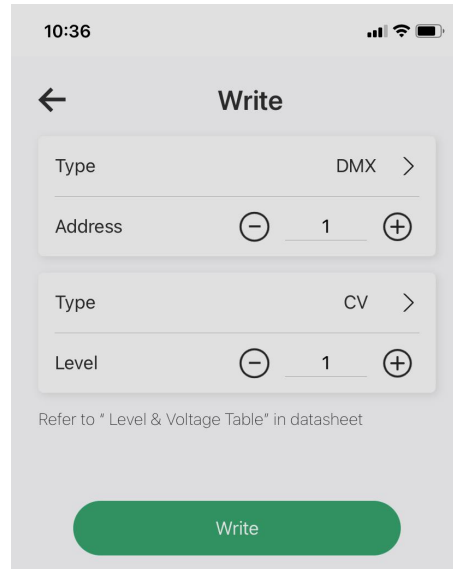 10:36
Write
Type DMX
Address 1
Type CV
Level 1
Refer to " Level & Voltage Table" in datasheet
Write